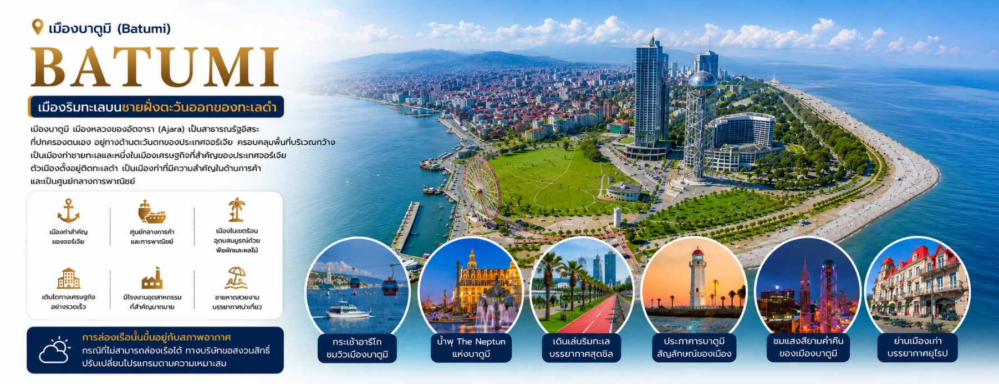 เมืองบาตูมี (Batumi)
BATUMI
เมืองริมทะเลบนชายฝั่งตะวันออกของทะเลดำ
เมืองบาตูมี เมืองหลวงของอัตจารา (Ajara) เป็นสาธารณรัฐอิสระ
ที่ปกครองตนเอง อยู่ทางด้านตะวันตกของประเทศจอร์เจีย ครอบคลุมพื้นที่บริเวณกว้าง
เป็นเมืองท่าชายทะเลและหนึ่งในเมืองเศรษฐกิจที่สำคัญของประเทศจอร์เจีย
ตัวเมืองตั้งอยู่ติดทะเลดำ เป็นเมืองท่าที่มีความสำคัญในด้านการค้า
และเป็นศูนย์กลางการพาณิชย์
เมืองท่าสำคัญ
ของจอร์เจีย
ศูนย์กลางการค้า
และการพาณิชย์
เมืองในเขตร้อน
อุดมสมบูรณ์ด้วย
พืชผักและผลไม้
เติบโตทางเศรษฐกิจ
อย่างรวดเร็ว
มีโรงงานอุตสาหกรรม
ที่สำคัญมากมาย
ชายหาดสวยงาม
บรรยากาศน่าเที่ยว
การล่องเรือนั้นขึ้นอยู่กับสภาพอากาศ
กรณีที่ไม่สามารถล่องเรือได้ ทางบริษัทขอสงวนสิทธิ์
ปรับเปลี่ยนโปรแกรมตามความเหมาะสม
กระเช้าอาร์โก
ชมวิวเมืองบาตูมี
น้ำพุ The Neptun
แห่งบาตูมี
เดินเล่นริมทะเล
บรรยากาศสุดชิล
ประภาคารบาตูมี
สัญลักษณ์ของเมือง
ชมแสงสียามค่ำคืน
ของเมืองบาตูมี
ย่านเมืองเก่า
บรรยากาศยุโรป